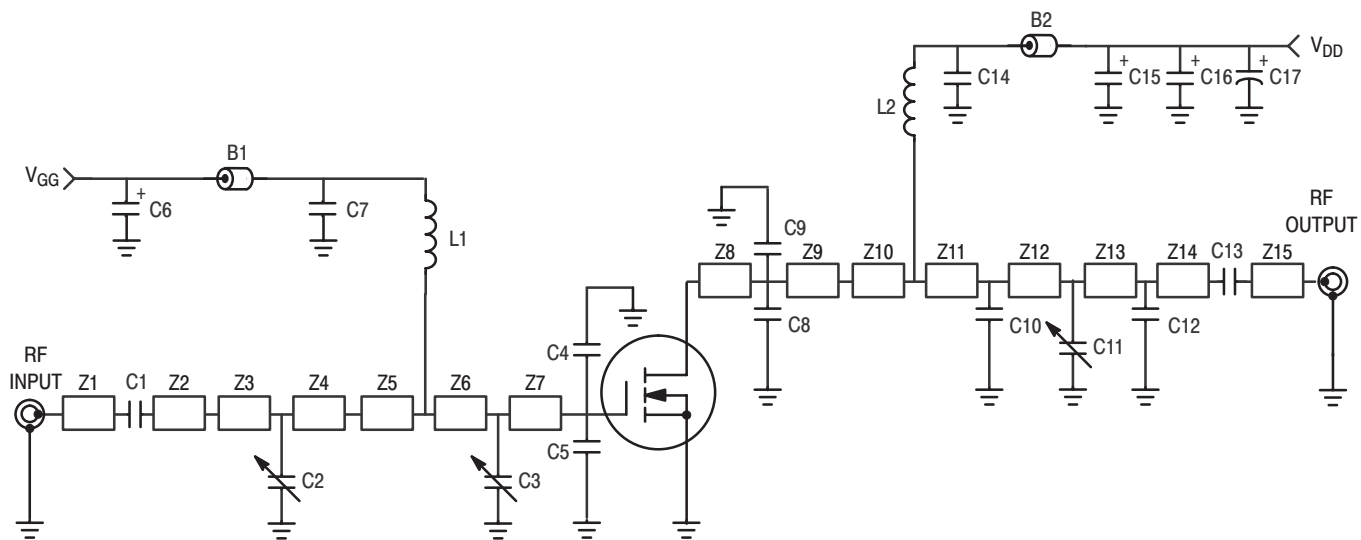 B2
V_DD
C14
+ C15
+ C16
+ C17
L2
B1
V_GG
+ C6
C7
L1
C9
RF
OUTPUT
Z8 Z9 Z10 Z11 Z12 Z13 Z14 C13 Z15
C8
C10
C11
C12
C4
RF
INPUT
Z1 C1 Z2 Z3 Z4 Z5 Z6 Z7
C5
C2
C3